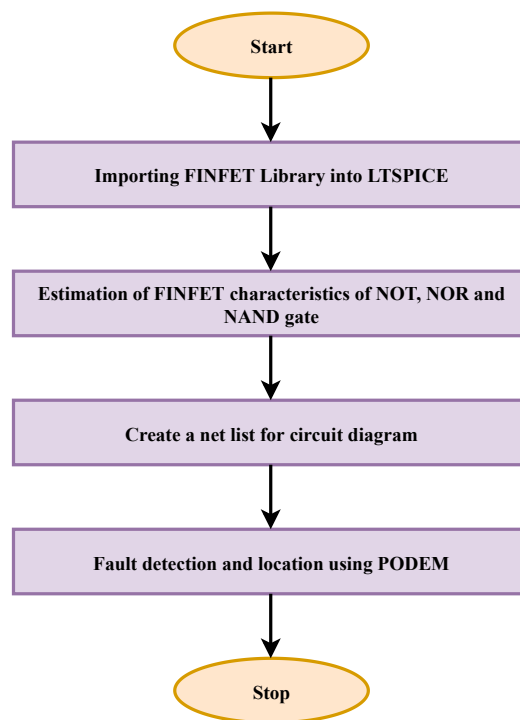 Start
Importing FINFET Library into LTSPICE
Estimation of FINFET characteristics of NOT, NOR and
NAND gate
Create a net list for circuit diagram
Fault detection and location using PODEM
Stop